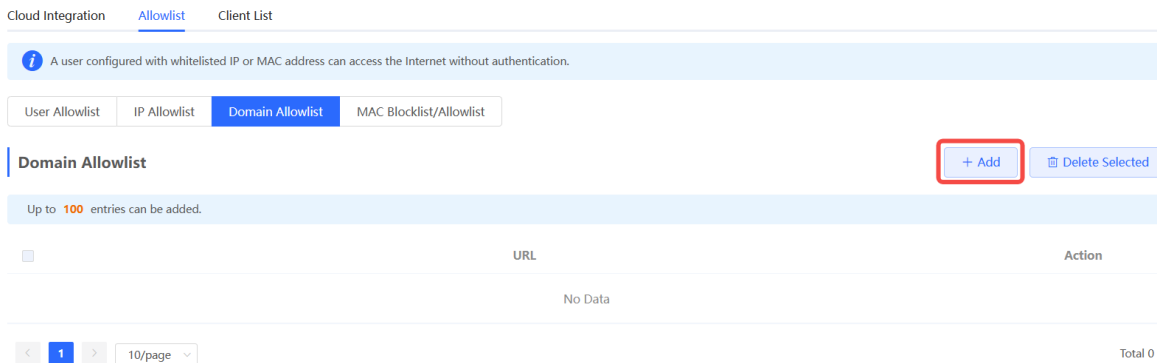 Cloud Integration Allowlist Client List
A user configured with whitelisted IP or MAC address can access the Internet without authentication.
User Allowlist IP Allowlist Domain Allowlist MAC Blocklist/Allowlist
Domain Allowlist + Add Delete Selected
Up to 100 entries can be added.
URL Action
No Data
< 1 > 10/page Total 0